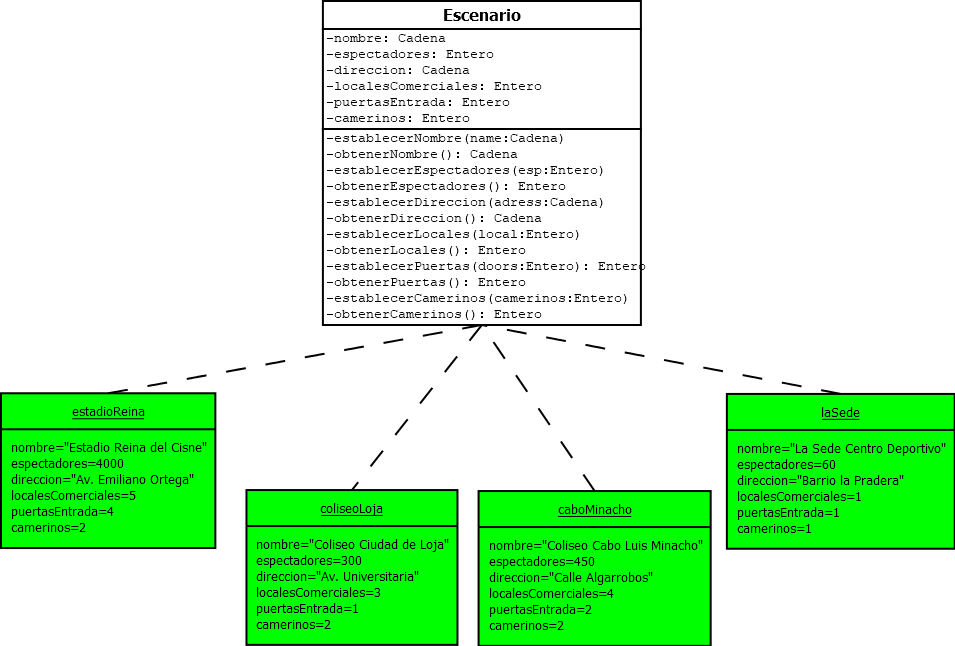 Escenario
-nombre: Cadena
-espectadores: Entero
-direccion: Cadena
-localesComerciales: Entero
-puertasEntrada: Entero
-camerinos: Entero
-establecerNombre(name:Cadena)
-obtenerNombre(): Cadena
-establecerEspectadores(esp:Entero)
-obtenerEspectadores(): Entero
-establecerDireccion(adress:Cadena)
-obtenerDireccion(): Cadena
-establecerLocales(local:Entero)
-obtenerLocales(): Entero
-establecerPuertas(doors:Entero): Entero
-obtenerPuertas(): Entero
-establecerCamerinos(camerinos:Entero)
-obtenerCamerinos(): Entero
estadioReina
nombre="Estadio Reina del Cisne"
espectadores=4000
direccion="Av. Emiliano Ortega"
localesComerciales=5
puertasEntrada=4
camerinos=2
coliseoLoja
nombre="Coliseo Ciudad de Loja"
espectadores=300
direccion="Av. Universitaria"
localesComerciales=3
puertasEntrada=1
camerinos=2
caboMinacho
nombre="Coliseo Cabo Luis Minacho"
espectadores=450
direccion="Calle Algarrobos"
localesComerciales=4
puertasEntrada=2
camerinos=2
laSede
nombre="La Sede Centro Deportivo"
espectadores=60
direccion="Barrio la Pradera"
localesComerciales=1
puertasEntrada=1
camerinos=1